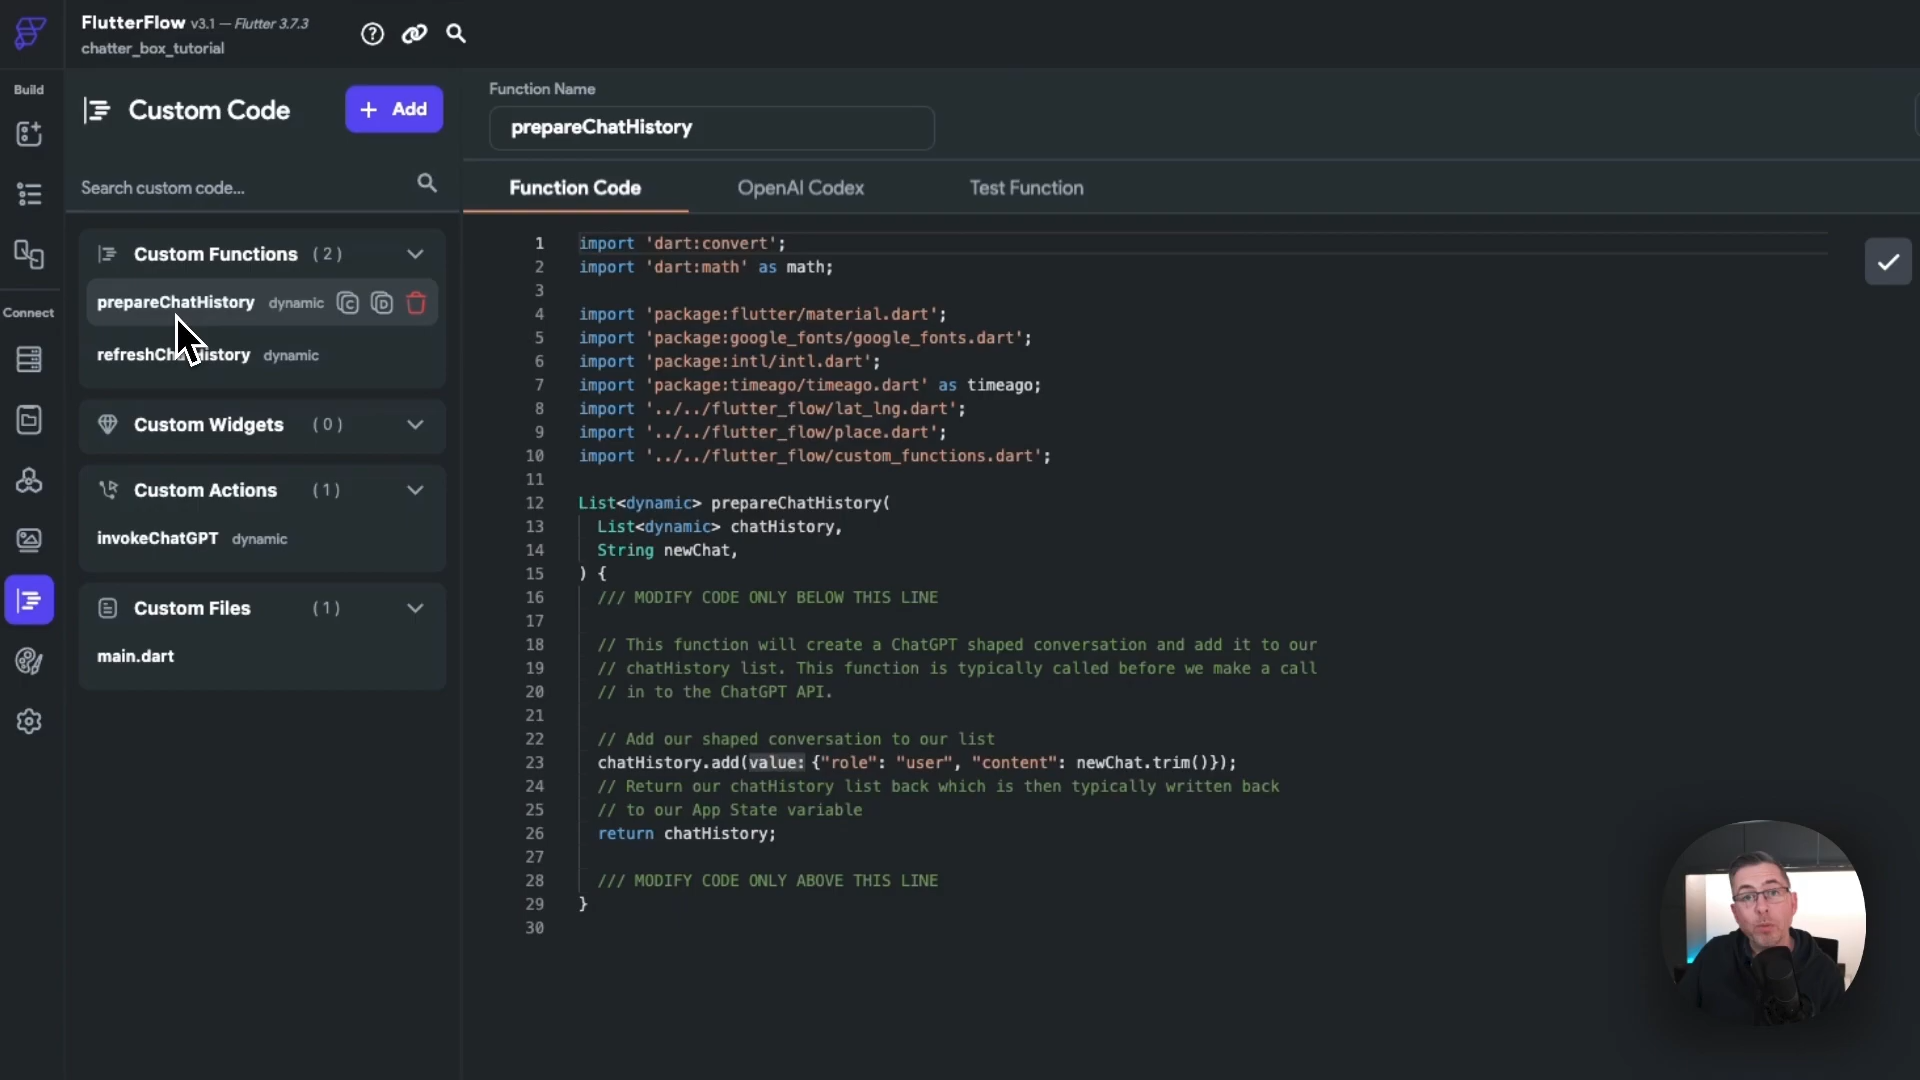 FlutterFlow v3.1 — Flutter 3.7.3
chatter_box_tutorial
Build
Connect
Custom Code
+ Add
Search custom code...
Custom Functions (2)
prepareChatHistory dynamic
refreshChatHistory dynamic
Custom Widgets (0)
Custom Actions (1)
invokeChatGPT dynamic
Custom Files (1)
main.dart
Function Name
prepareChatHistory
Function Code OpenAI Codex Test Function
1 import 'dart:convert';
2 import 'dart:math' as math;
3
4 import 'package:flutter/material.dart';
5 import 'package:google_fonts/google_fonts.dart';
6 import 'package:intl/intl.dart';
7 import 'package:timeago/timeago.dart' as timeago;
8 import '../../flutter_flow/lat_lng.dart';
9 import '../../flutter_flow/place.dart';
10 import '../../flutter_flow/custom_functions.dart';
11
12 List<dynamic> prepareChatHistory(
13 List<dynamic> chatHistory,
14 String newChat,
15 ) {
16 /// MODIFY CODE ONLY BELOW THIS LINE
17
18 // This function will create a ChatGPT shaped conversation and add it to our
19 // chatHistory list. This function is typically called before we make a call
20 // in to the ChatGPT API.
21
22 // Add our shaped conversation to our list
23 chatHistory.add(value: {"role": "user", "content": newChat.trim()});
24 // Return our chatHistory list back which is then typically written back
25 // to our App State variable
26 return chatHistory;
27
28 /// MODIFY CODE ONLY ABOVE THIS LINE
29 }
30